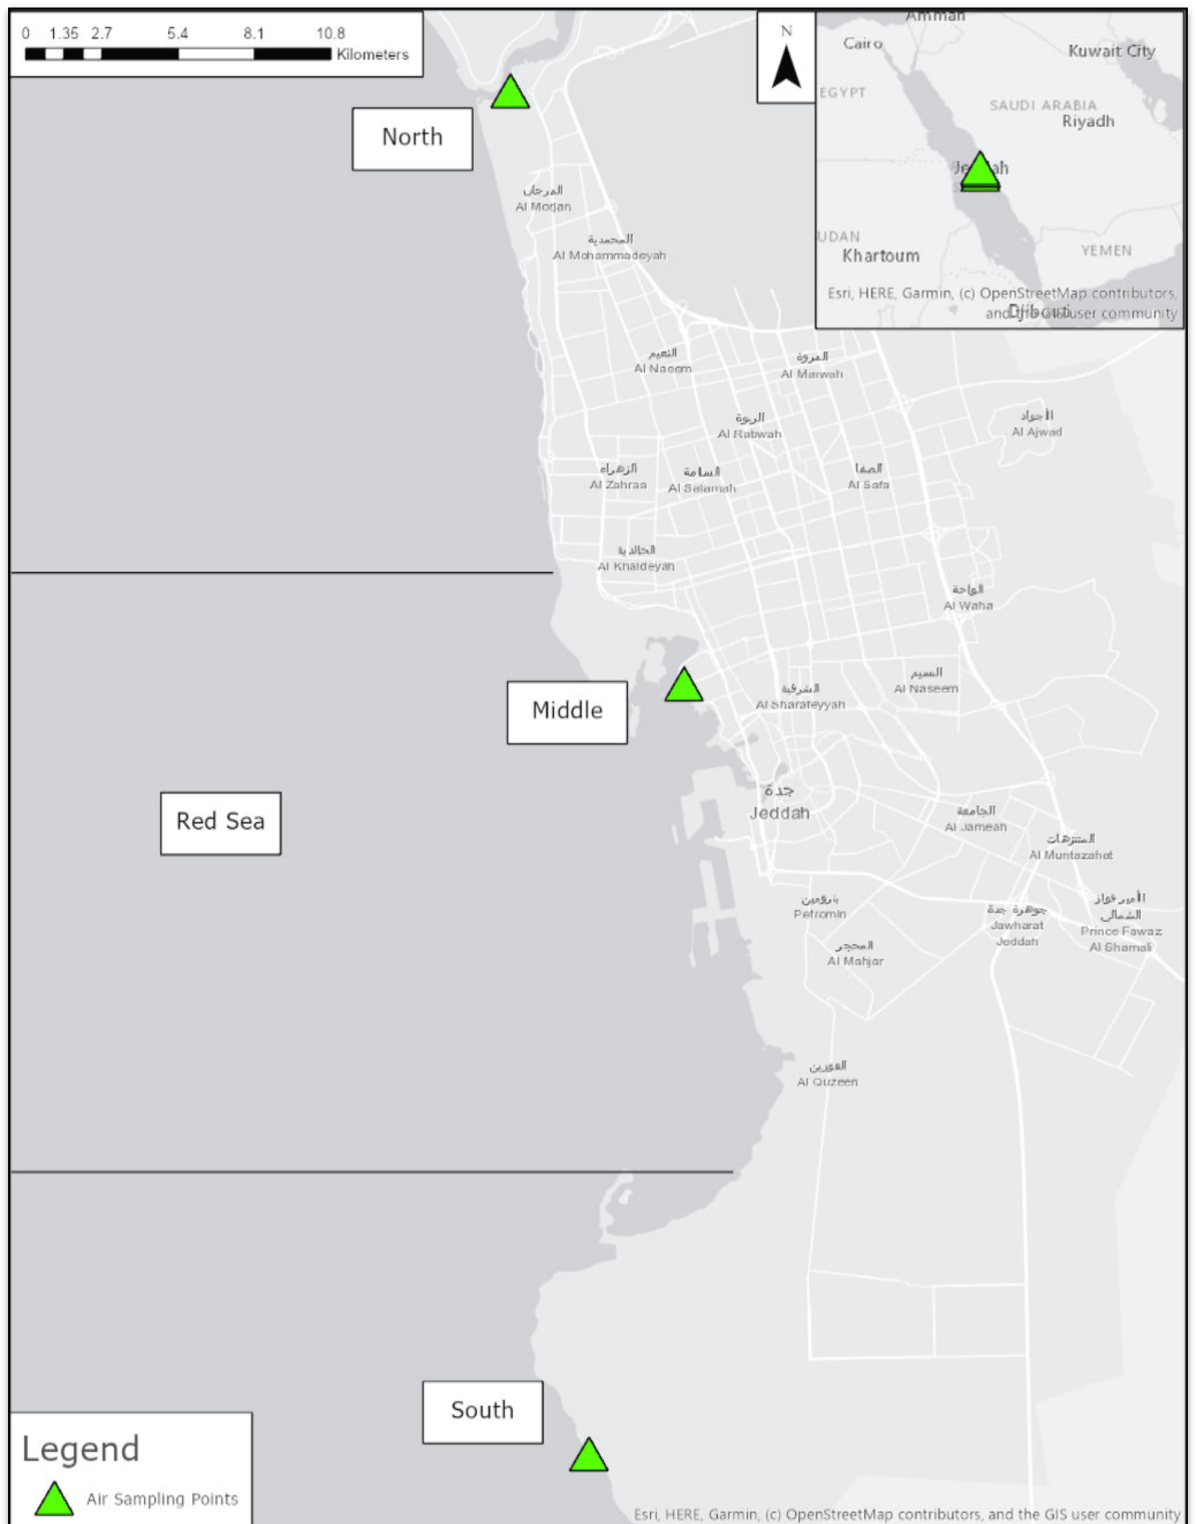 0 1.35 2.7 5.4 8.1 10.8
Kilometers
N
Amman
Cairo
Kuwait City
EGYPT
SAUDI ARABIA
Riyadh
UDAN
Khartoum
YEMEN
Esri, HERE, Garmin, (c) OpenStreetMap contributors,
and the GIS user community
North
المرجان
Al Morjan
المحمدية
Al Mohammadeyah
النعيم
Al Naeem
المروة
Al Marwah
الربوة
Al Rabwah
الأجواد
Al Ajwad
الزهراء
Al Zahraa
السامة
Al Salamah
الصفا
Al Safa
الخالدية
Al Khaldeyah
الواحة
Al Waha
Middle
النسيم
Al Naseem
الشرقية
Al Sharafeyyah
Red Sea
جدة
Jeddah
الجامعة
Al Jameah
المنتزهات
Al Muntazahat
بترومين
Petromin
جوهرة جدة
Jawharat
Jeddah
الأمير فواز
الشمالي
Prince Fawaz
Al Shamali
المحجر
Al Mahjar
القوزين
Al Quzeen
South
Legend
Air Sampling Points
Esri, HERE, Garmin, (c) OpenStreetMap contributors, and the GIS user community